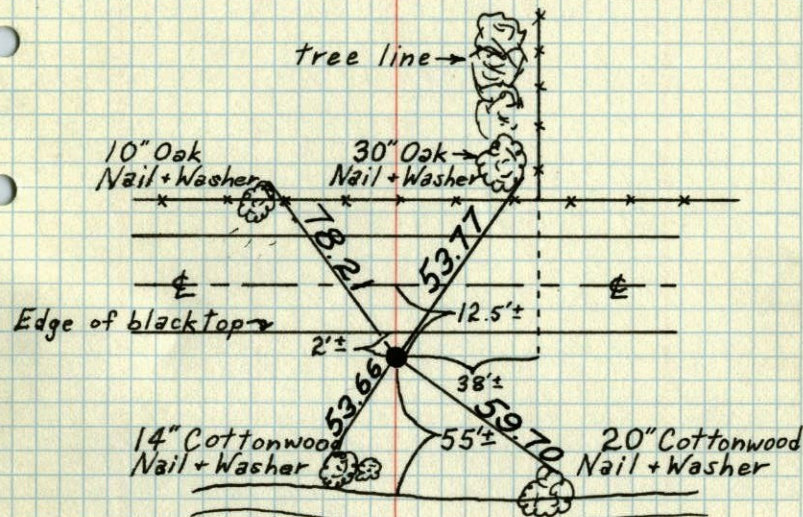 tree line
10" Oak
Nail + Washer
30" Oak
Nail + Washer
78.21
53.77
℄
℄
12.5'±
Edge of blacktop
2'±
38'±
53.66
59.70
55'±
14" Cottonwood
Nail + Washer
20" Cottonwood
Nail + Washer